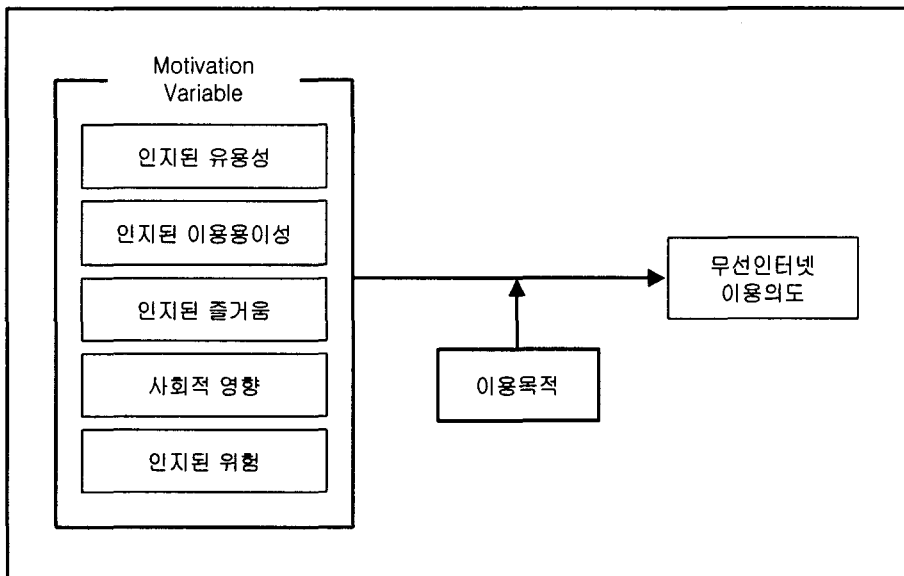 Motivation
Variable
인지된 유용성
인지된 이용용이성
인지된 즐거움
사회적 영향
인지된 위험
이용목적
무선인터넷
이용의도